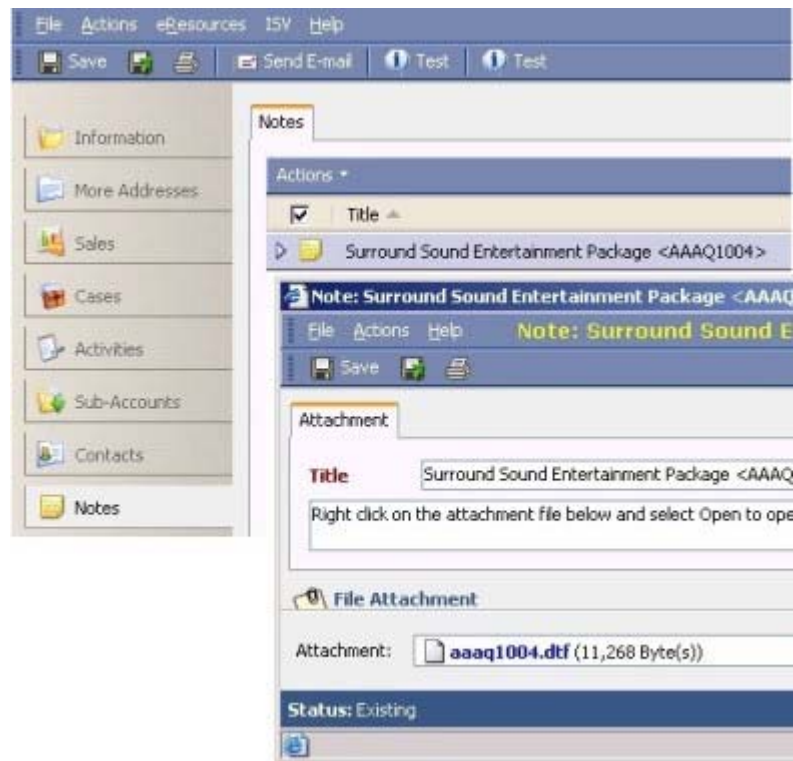 File Actions eResources ISV Help
Save Send E-mail Test Test
Information
More Addresses
Sales
Cases
Activities
Sub-Accounts
Contacts
Notes
Notes
Actions
Title
Surround Sound Entertainment Package <AAAQ1004>
Note: Surround Sound Entertainment Package <AAAQ
File Actions Help Note: Surround Sound E
Save
Attachment
Title Surround Sound Entertainment Package <AAAQ
Right click on the attachment file below and select Open to ope
File Attachment
Attachment: aaaq1004.dtf (11,268 Byte(s))
Status: Existing